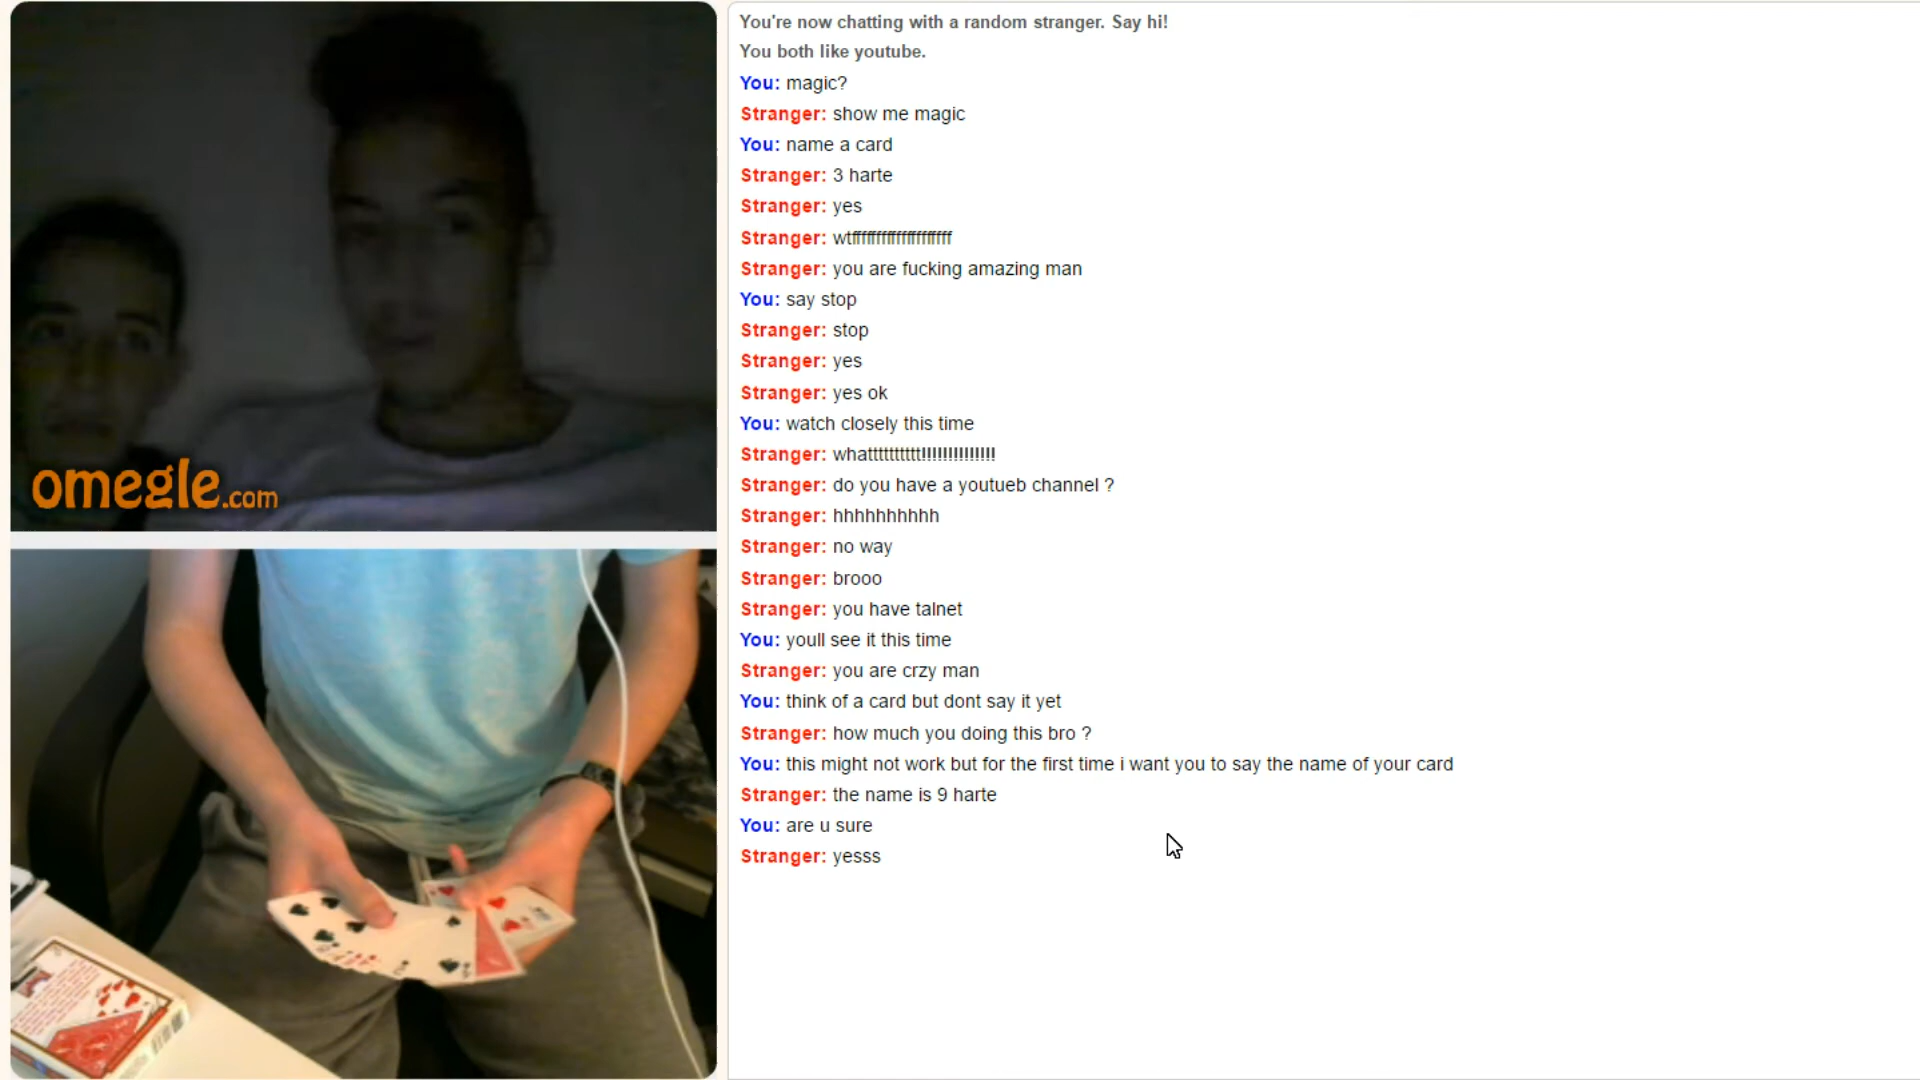 You're now chatting with a random stranger. Say hi!
You both like youtube.
You: magic?
Stranger: show me magic
You: name a card
Stranger: 3 harte
Stranger: yes
Stranger: wtffffffffffffffffffff
Stranger: you are fucking amazing man
You: say stop
Stranger: stop
Stranger: yes
Stranger: yes ok
You: watch closely this time
Stranger: whatttttttttt!!!!!!!!!!!!!!
Stranger: do you have a youtueb channel ?
Stranger: hhhhhhhhhh
Stranger: no way
Stranger: brooo
Stranger: you have talnet
You: youll see it this time
Stranger: you are crzy man
You: think of a card but dont say it yet
Stranger: how much you doing this bro ?
You: this might not work but for the first time i want you to say the name of your card
Stranger: the name is 9 harte
You: are u sure
Stranger: yesss
omegle.com